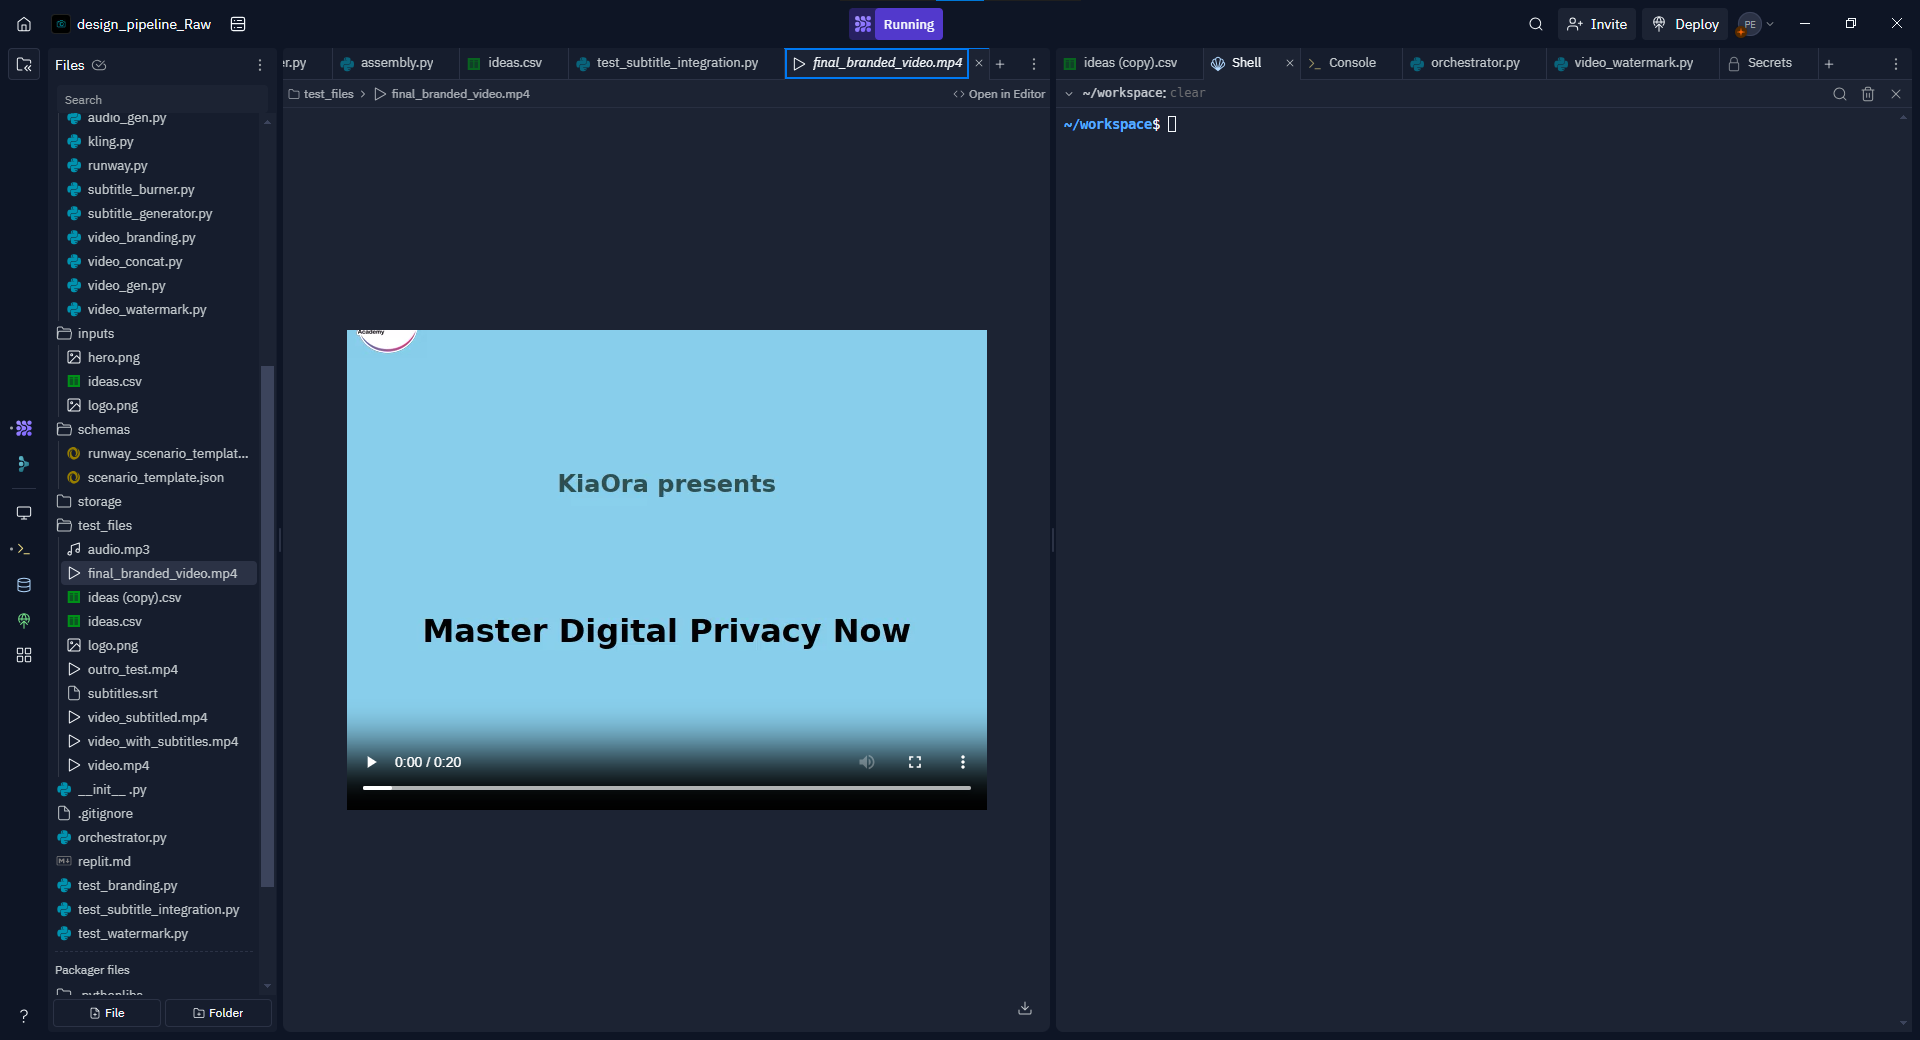 design_pipeline_Raw
Running
Invite
Deploy
PE
Files
Search
audio_gen.py
kling.py
runway.py
subtitle_burner.py
subtitle_generator.py
video_branding.py
video_concat.py
video_gen.py
video_watermark.py
inputs
hero.png
ideas.csv
logo.png
schemas
runway_scenario_templat...
scenario_template.json
storage
test_files
audio.mp3
final_branded_video.mp4
ideas (copy).csv
ideas.csv
logo.png
outro_test.mp4
subtitles.srt
video_subtitled.mp4
video_with_subtitles.mp4
video.mp4
__init__ .py
.gitignore
orchestrator.py
replit.md
test_branding.py
test_subtitle_integration.py
test_watermark.py
Packager files
.pythonlibs
File
Folder
er.py
assembly.py
ideas.csv
test_subtitle_integration.py
final_branded_video.mp4
test_files > final_branded_video.mp4
Open in Editor
Academy
KiaOra presents
Master Digital Privacy Now
0:00 / 0:20
ideas (copy).csv
Shell
Console
orchestrator.py
video_watermark.py
Secrets
~/workspace: clear
~/workspace$